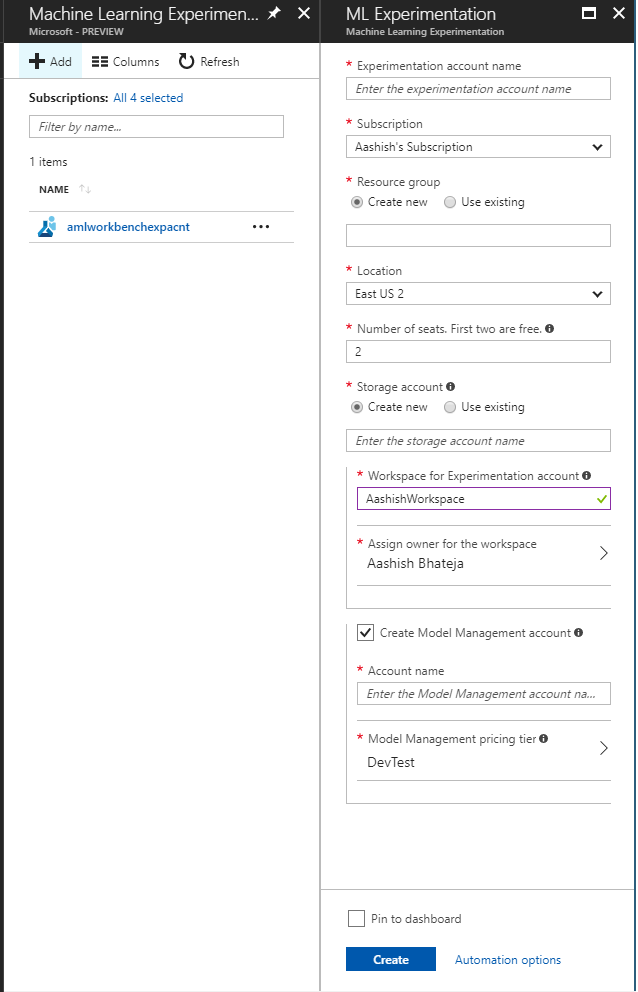 Machine Learning Experimen...
Microsoft - PREVIEW
Add
Columns
Refresh
Subscriptions: All 4 selected
Filter by name...
1 items
NAME
amlworkbenchexpacnt
ML Experimentation
Machine Learning Experimentation
* Experimentation account name
Enter the experimentation account name
* Subscription
Aashish's Subscription
* Resource group
Create new Use existing
* Location
East US 2
* Number of seats. First two are free.
2
* Storage account
Create new Use existing
Enter the storage account name
* Workspace for Experimentation account
AashishWorkspace
* Assign owner for the workspace
Aashish Bhateja
Create Model Management account
* Account name
Enter the Model Management account na...
* Model Management pricing tier
DevTest
Pin to dashboard
Create
Automation options